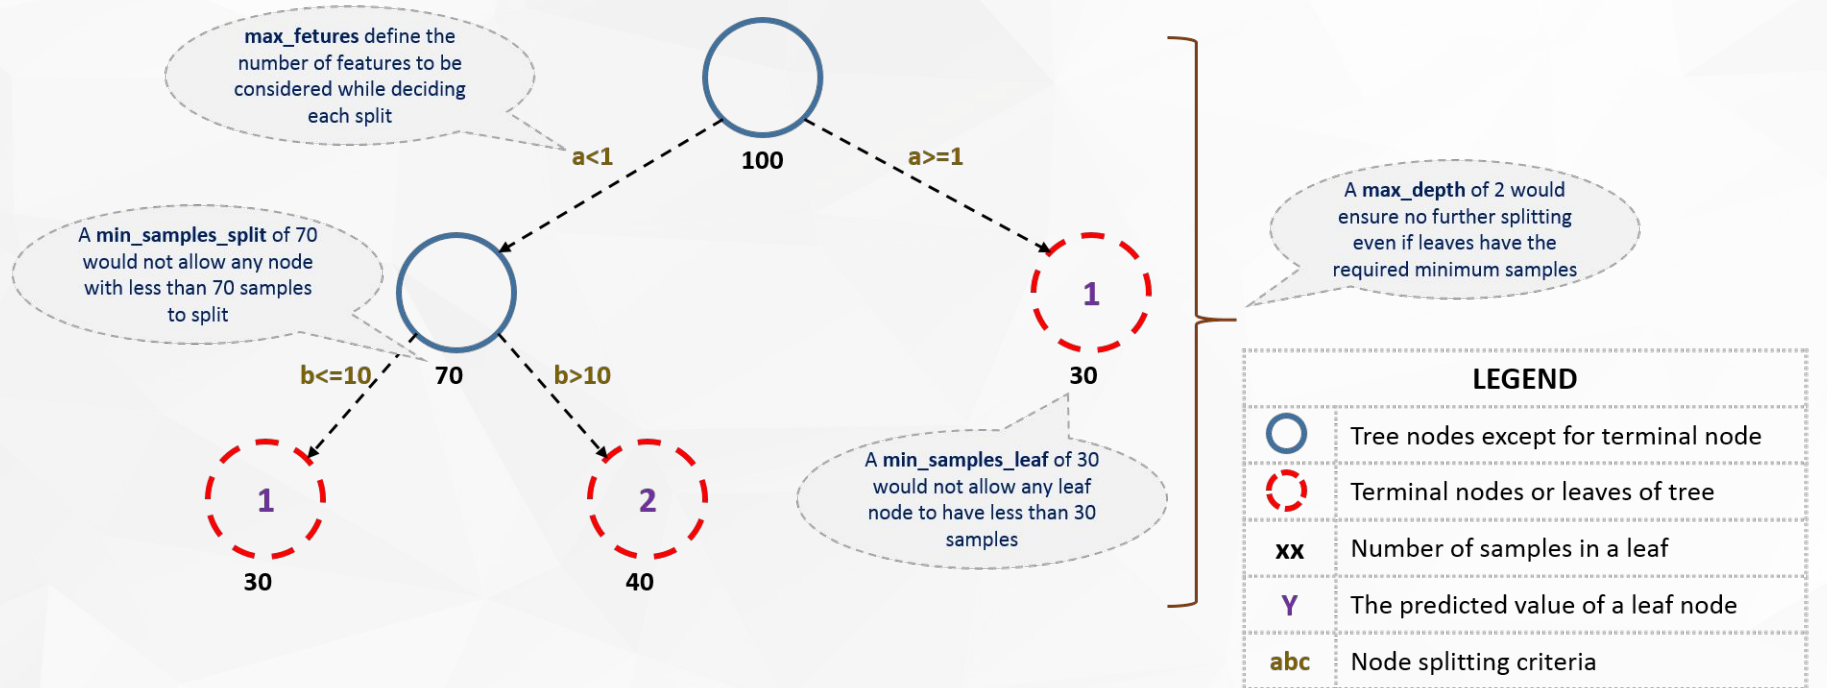 max_fetures define the
number of features to be
considered while deciding
each split
a<1
100
a>=1
A min_samples_split of 70
would not allow any node
with less than 70 samples
to split
A max_depth of 2 would
ensure no further splitting
even if leaves have the
required minimum samples
1
b<=10
70
b>10
30
A min_samples_leaf of 30
would not allow any leaf
node to have less than 30
samples
1
2
30
40
LEGEND
Tree nodes except for terminal node
Terminal nodes or leaves of tree
xx Number of samples in a leaf
Y The predicted value of a leaf node
abc Node splitting criteria